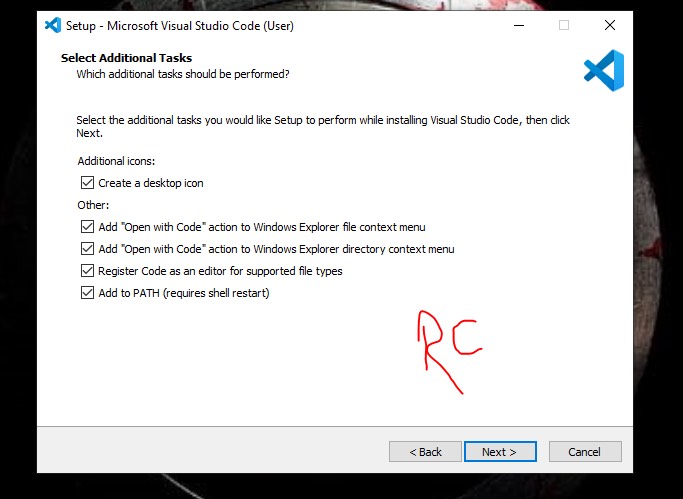 Setup - Microsoft Visual Studio Code (User)
Select Additional Tasks
Which additional tasks should be performed?
Select the additional tasks you would like Setup to perform while installing Visual Studio Code, then click
Next.
Additional icons:
Create a desktop icon
Other:
Add "Open with Code" action to Windows Explorer file context menu
Add "Open with Code" action to Windows Explorer directory context menu
Register Code as an editor for supported file types
Add to PATH (requires shell restart)
RC
< Back Next > Cancel